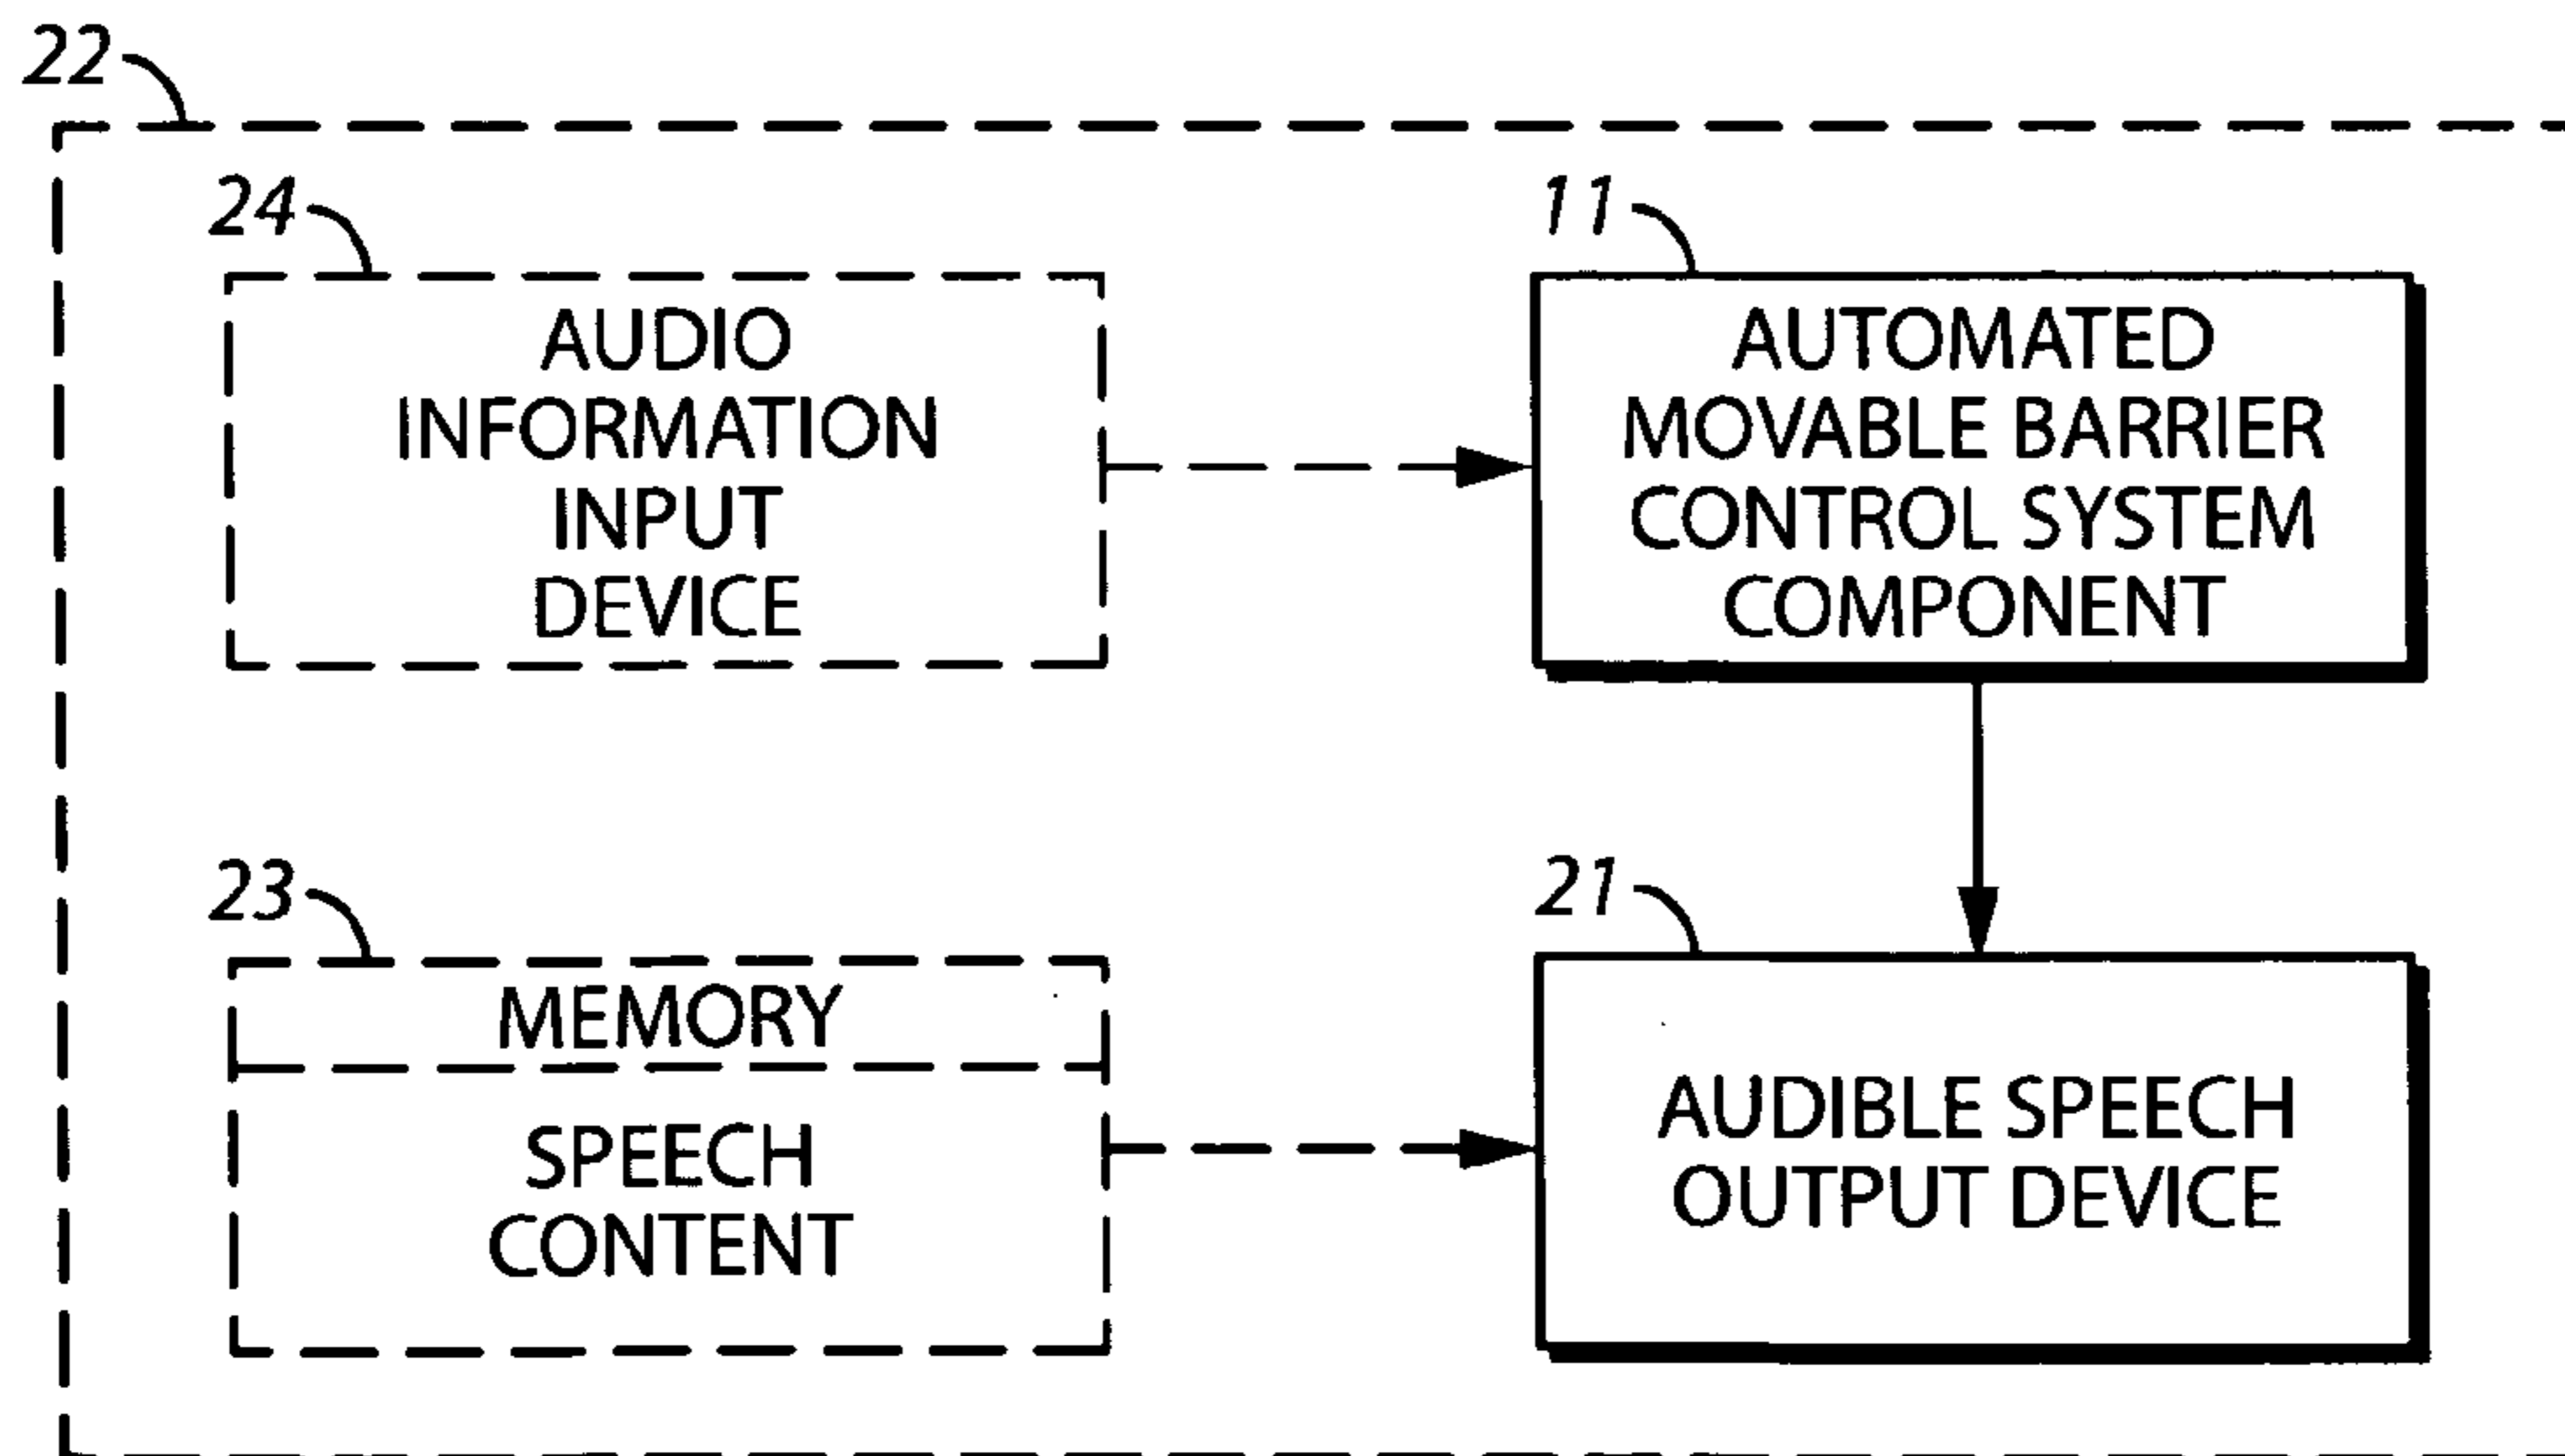 22
24
AUDIO
INFORMATION
INPUT
DEVICE
11
AUTOMATED
MOVABLE BARRIER
CONTROL SYSTEM
COMPONENT
23
MEMORY
SPEECH
CONTENT
21
AUDIBLE SPEECH
OUTPUT DEVICE